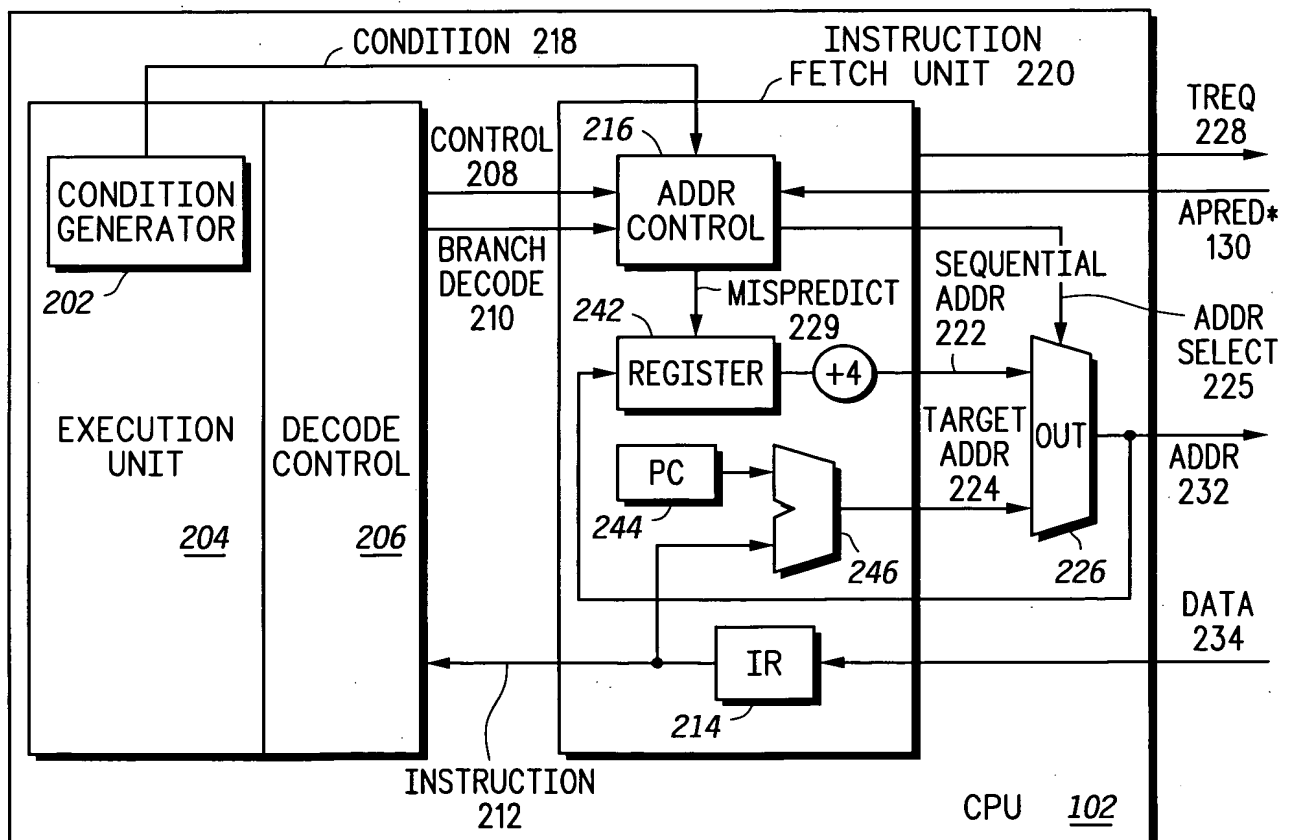 CONDITION 218
INSTRUCTION
FETCH UNIT 220
TREQ
228
216
CONTROL
208
CONDITION
GENERATOR
ADDR
CONTROL
APRED*
130
BRANCH
DECODE
210
202
SEQUENTIAL
ADDR
222
MISPREDICT
229
242
ADDR
SELECT
225
REGISTER
+4
EXECUTION
UNIT
DECODE
CONTROL
TARGET
ADDR
224
OUT
ADDR
232
PC
244
204
206
246
226
DATA
234
IR
214
INSTRUCTION
212
CPU 102